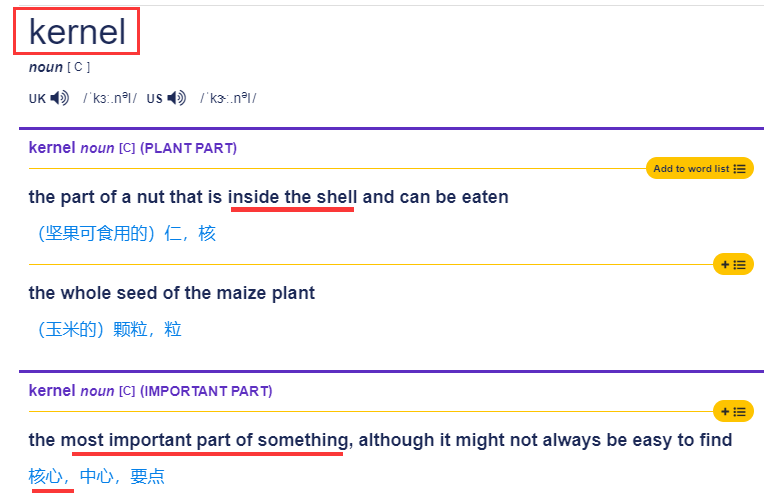 kernel
noun [ C ]
UK /ˈkɜː.nᵊl/ US /ˈkɝː.nᵊl/
kernel noun [C] (PLANT PART)
Add to word list
the part of a nut that is inside the shell and can be eaten
（坚果可食用的）仁，核
the whole seed of the maize plant
（玉米的）颗粒，粒
kernel noun [C] (IMPORTANT PART)
the most important part of something, although it might not always be easy to find
核心，中心，要点